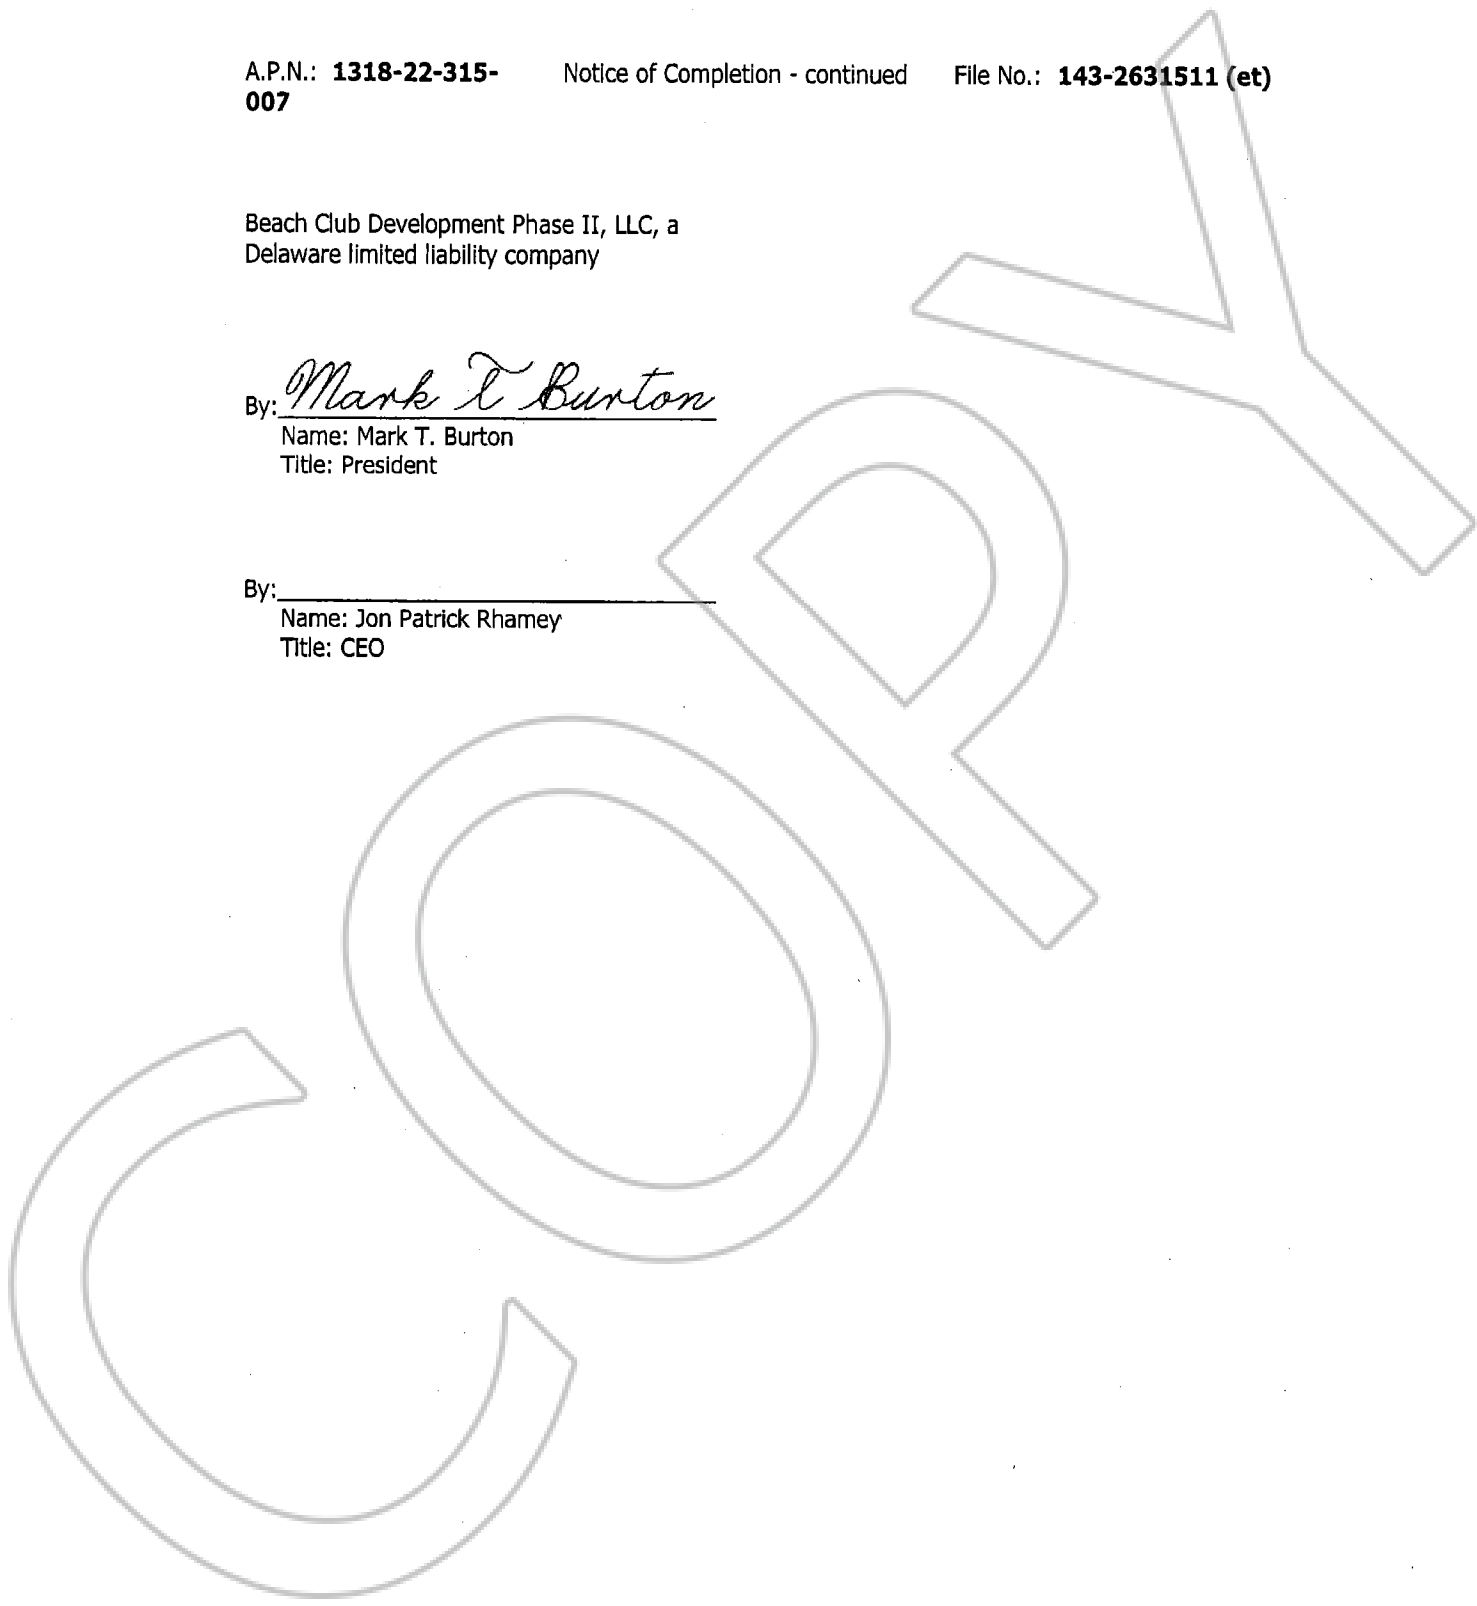 A.P.N.: 1318-22-315- Notice of Completion - continued File No.: 143-2631511 (et)
007
Beach Club Development Phase II, LLC, a
Delaware limited liability company
By: Mark T Burton
Name: Mark T. Burton
Title: President
By:
Name: Jon Patrick Rhamey
Title: CEO
COPY